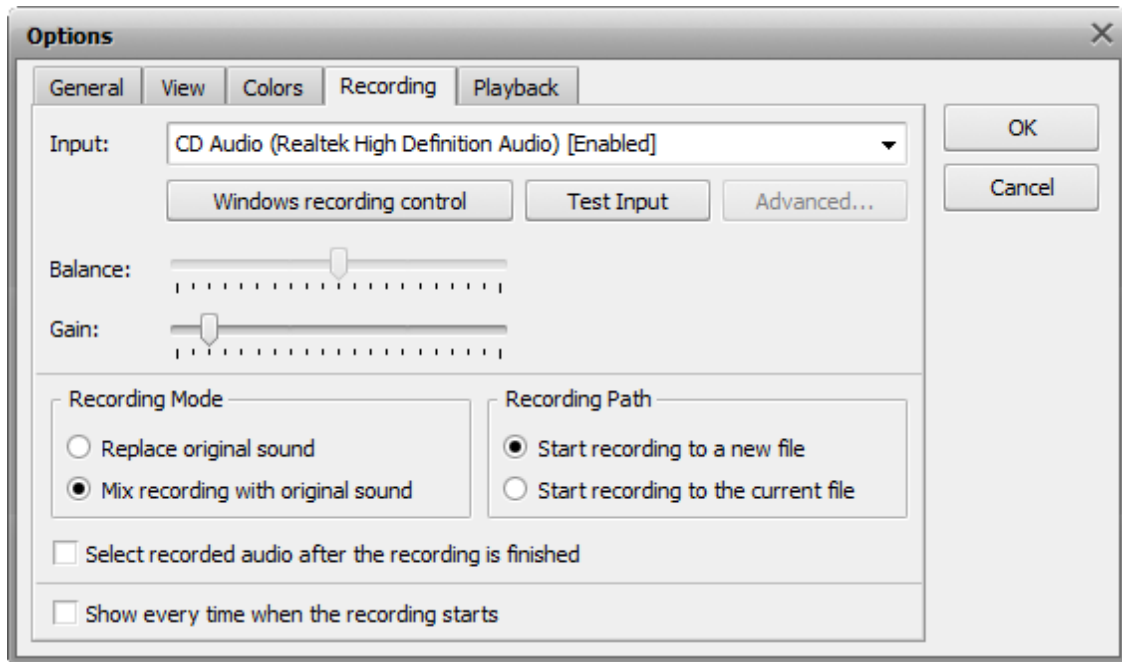 Options
General View Colors Recording Playback
Input: CD Audio (Realtek High Definition Audio) [Enabled]
OK
Windows recording control Test Input Advanced...
Cancel
Balance:
Gain:
Recording Mode
Replace original sound
Mix recording with original sound
Recording Path
Start recording to a new file
Start recording to the current file
Select recorded audio after the recording is finished
Show every time when the recording starts